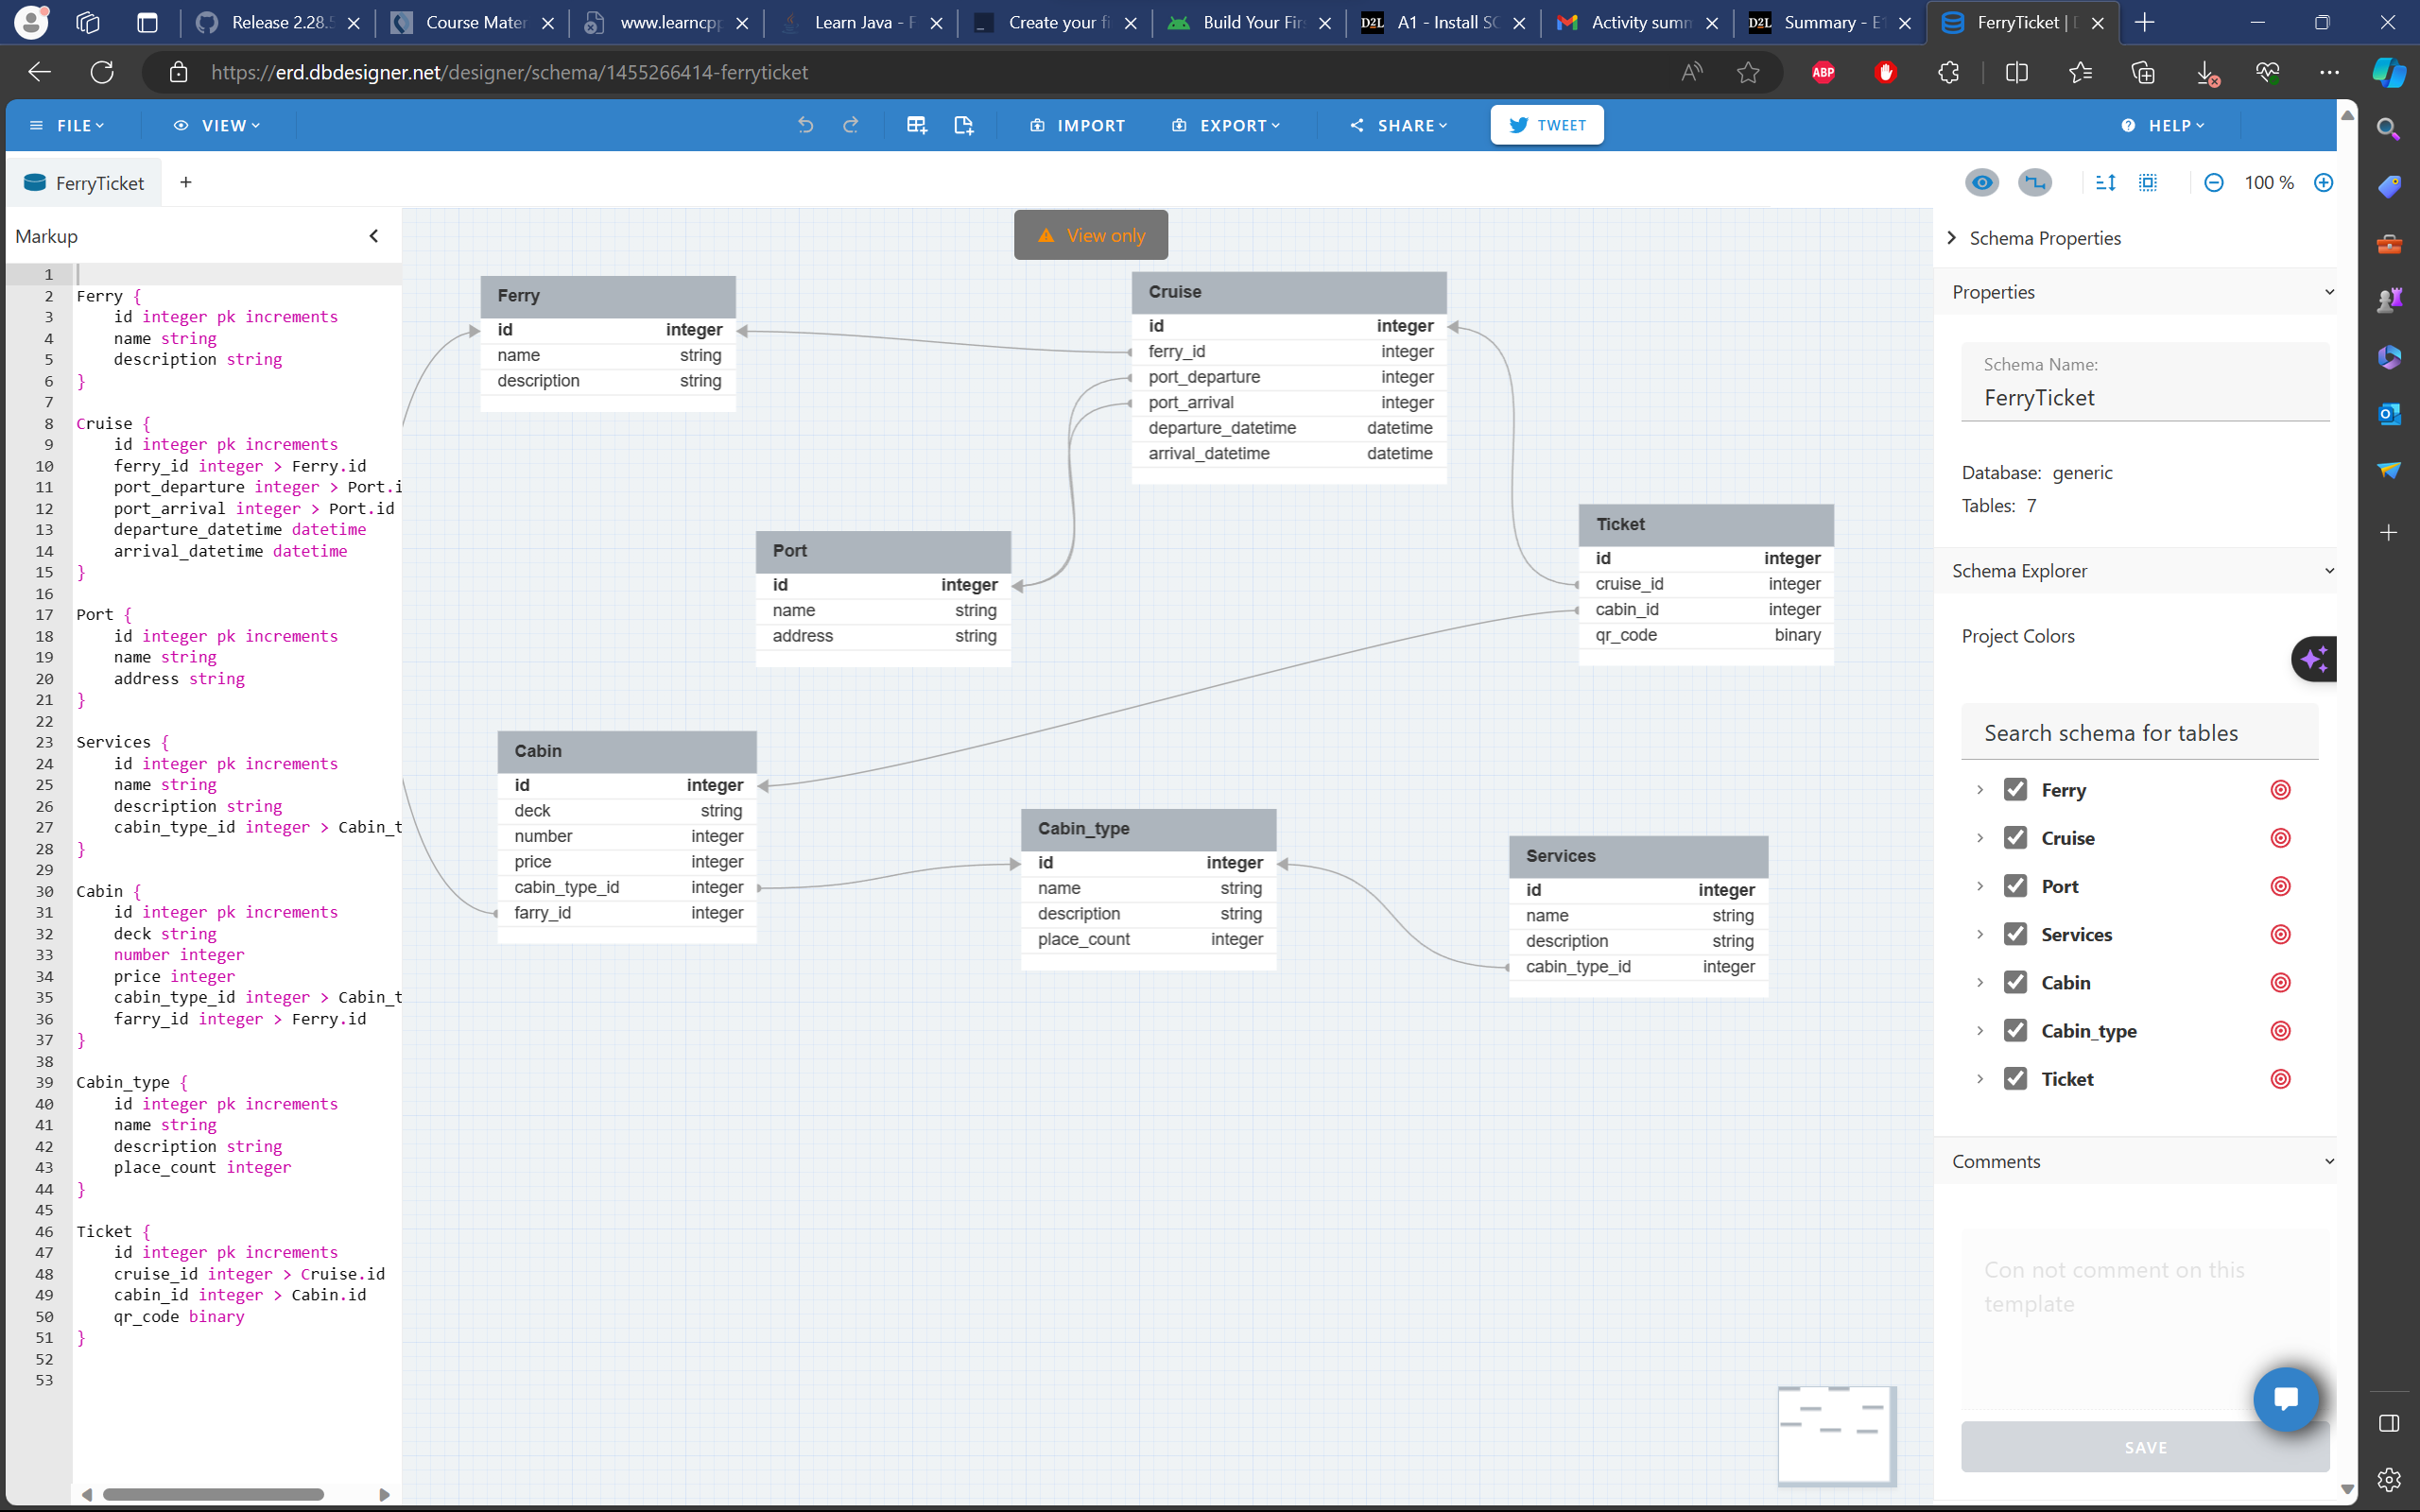 Release 2.28.
Course Mater
www.learncpp
Learn Java - F
Create your fi
Build Your Firs
D2L A1 - Install SC
Activity summ
D2L Summary - E1
FerryTicket | D
https://erd.dbdesigner.net/designer/schema/1455266414-ferryticket
ABP
FILE VIEW IMPORT EXPORT SHARE TWEET HELP
FerryTicket +
100 %
Markup
1
2 Ferry {
3 id integer pk increments
4 name string
5 description string
6 }
7
8 Cruise {
9 id integer pk increments
10 ferry_id integer > Ferry.id
11 port_departure integer > Port.i
12 port_arrival integer > Port.id
13 departure_datetime datetime
14 arrival_datetime datetime
15 }
16
17 Port {
18 id integer pk increments
19 name string
20 address string
21 }
22
23 Services {
24 id integer pk increments
25 name string
26 description string
27 cabin_type_id integer > Cabin_t
28 }
29
30 Cabin {
31 id integer pk increments
32 deck string
33 number integer
34 price integer
35 cabin_type_id integer > Cabin_t
36 farry_id integer > Ferry.id
37 }
38
39 Cabin_type {
40 id integer pk increments
41 name string
42 description string
43 place_count integer
44 }
45
46 Ticket {
47 id integer pk increments
48 cruise_id integer > Cruise.id
49 cabin_id integer > Cabin.id
50 qr_code binary
51 }
52
53
View only
Ferry
id integer
name string
description string
Cruise
id integer
ferry_id integer
port_departure integer
port_arrival integer
departure_datetime datetime
arrival_datetime datetime
Port
id integer
name string
address string
Ticket
id integer
cruise_id integer
cabin_id integer
qr_code binary
Cabin
id integer
deck string
number integer
price integer
cabin_type_id integer
farry_id integer
Cabin_type
id integer
name string
description string
place_count integer
Services
id integer
name string
description string
cabin_type_id integer
Schema Properties
Properties
Schema Name:
FerryTicket
Database: generic
Tables: 7
Schema Explorer
Project Colors
Search schema for tables
Ferry
Cruise
Port
Services
Cabin
Cabin_type
Ticket
Comments
Con not comment on this
template
SAVE